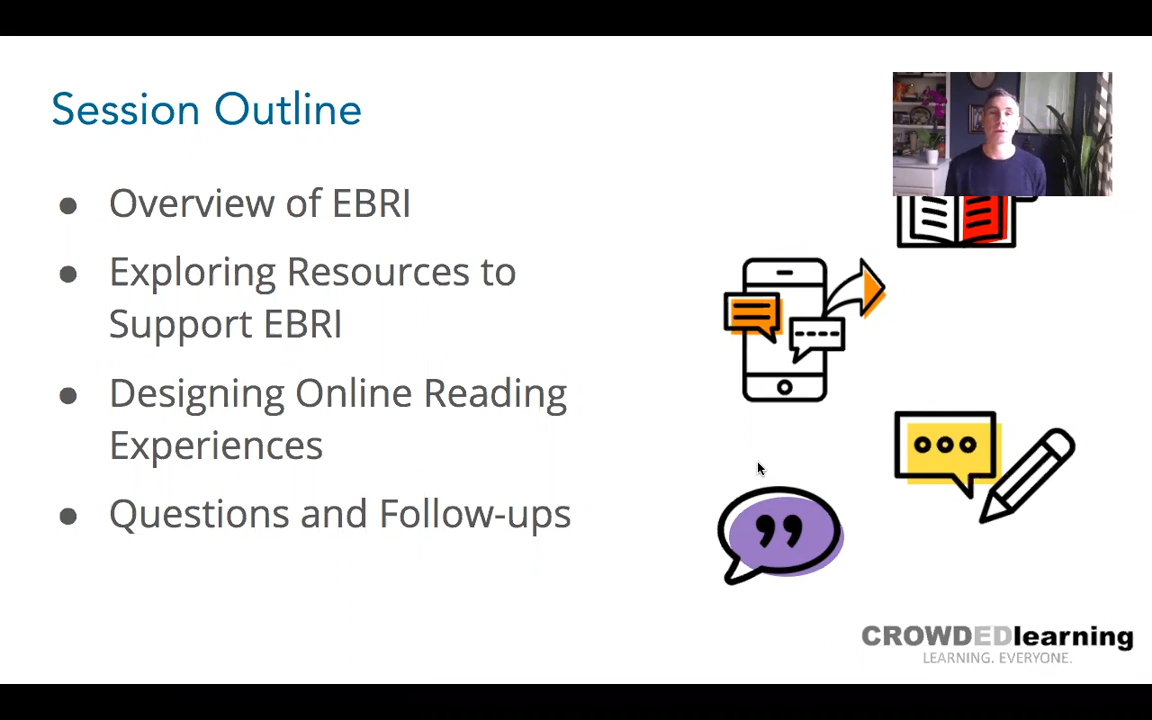 Session Outline
● Overview of EBRI
● Exploring Resources to
Support EBRI
● Designing Online Reading
Experiences
● Questions and Follow-ups
CROWDEDlearning
LEARNING. EVERYONE.